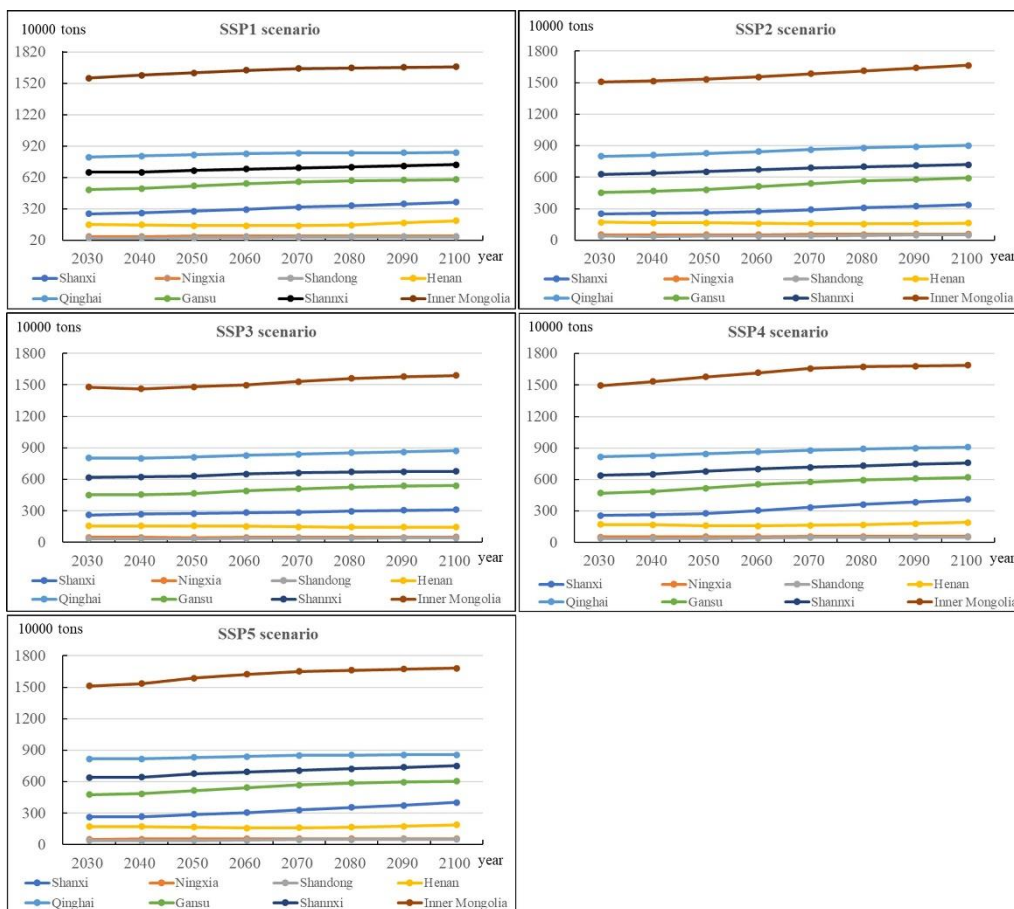 10000 tons
SSP1 scenario
1820
1520
1220
920
620
320
20
2030 2040 2050 2060 2070 2080 2090 2100 year
Shanxi Ningxia Shandong Henan
Qinghai Gansu Shannxi Inner Mongolia
10000 tons
SSP2 scenario
1800
1500
1200
900
600
300
0
2030 2040 2050 2060 2070 2080 2090 2100 year
Shanxi Ningxia Shandong Henan
Qinghai Gansu Shannxi Inner Mongolia
10000 tons
SSP3 scenario
1800
1500
1200
900
600
300
0
2030 2040 2050 2060 2070 2080 2090 2100 year
Shanxi Ningxia Shandong Henan
Qinghai Gansu Shannxi Inner Mongolia
10000 tons
SSP4 scenario
1800
1500
1200
900
600
300
0
2030 2040 2050 2060 2070 2080 2090 2100 year
Shanxi Ningxia Shandong Henan
Qinghai Gansu Shannxi Inner Mongolia
10000 tons
SSP5 scenario
1800
1500
1200
900
600
300
0
2030 2040 2050 2060 2070 2080 2090 2100 year
Shanxi Ningxia Shandong Henan
Qinghai Gansu Shannxi Inner Mongolia